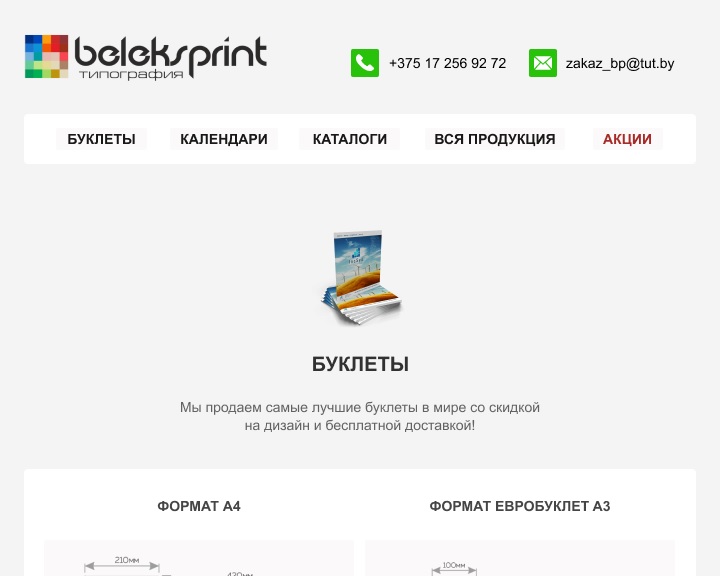 beleksprint
типография
+375 17 256 92 72
zakaz_bp@tut.by
БУКЛЕТЫ КАЛЕНДАРИ КАТАЛОГИ ВСЯ ПРОДУКЦИЯ АКЦИИ
БУКЛЕТЫ
Мы продаем самые лучшие буклеты в мире со скидкой
на дизайн и бесплатной доставкой!
ФОРМАТ А4
ФОРМАТ ЕВРОБУКЛЕТ А3
210мм
100мм